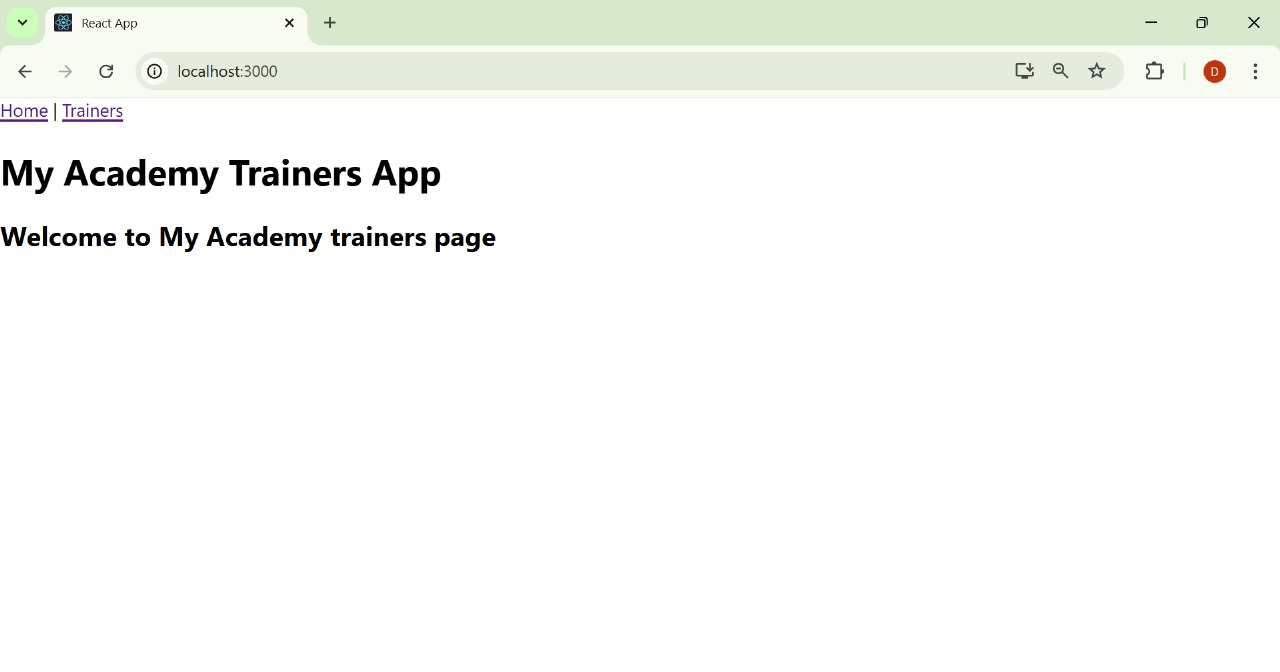 React App
localhost:3000
D
Home | Trainers
My Academy Trainers App
Welcome to My Academy trainers page